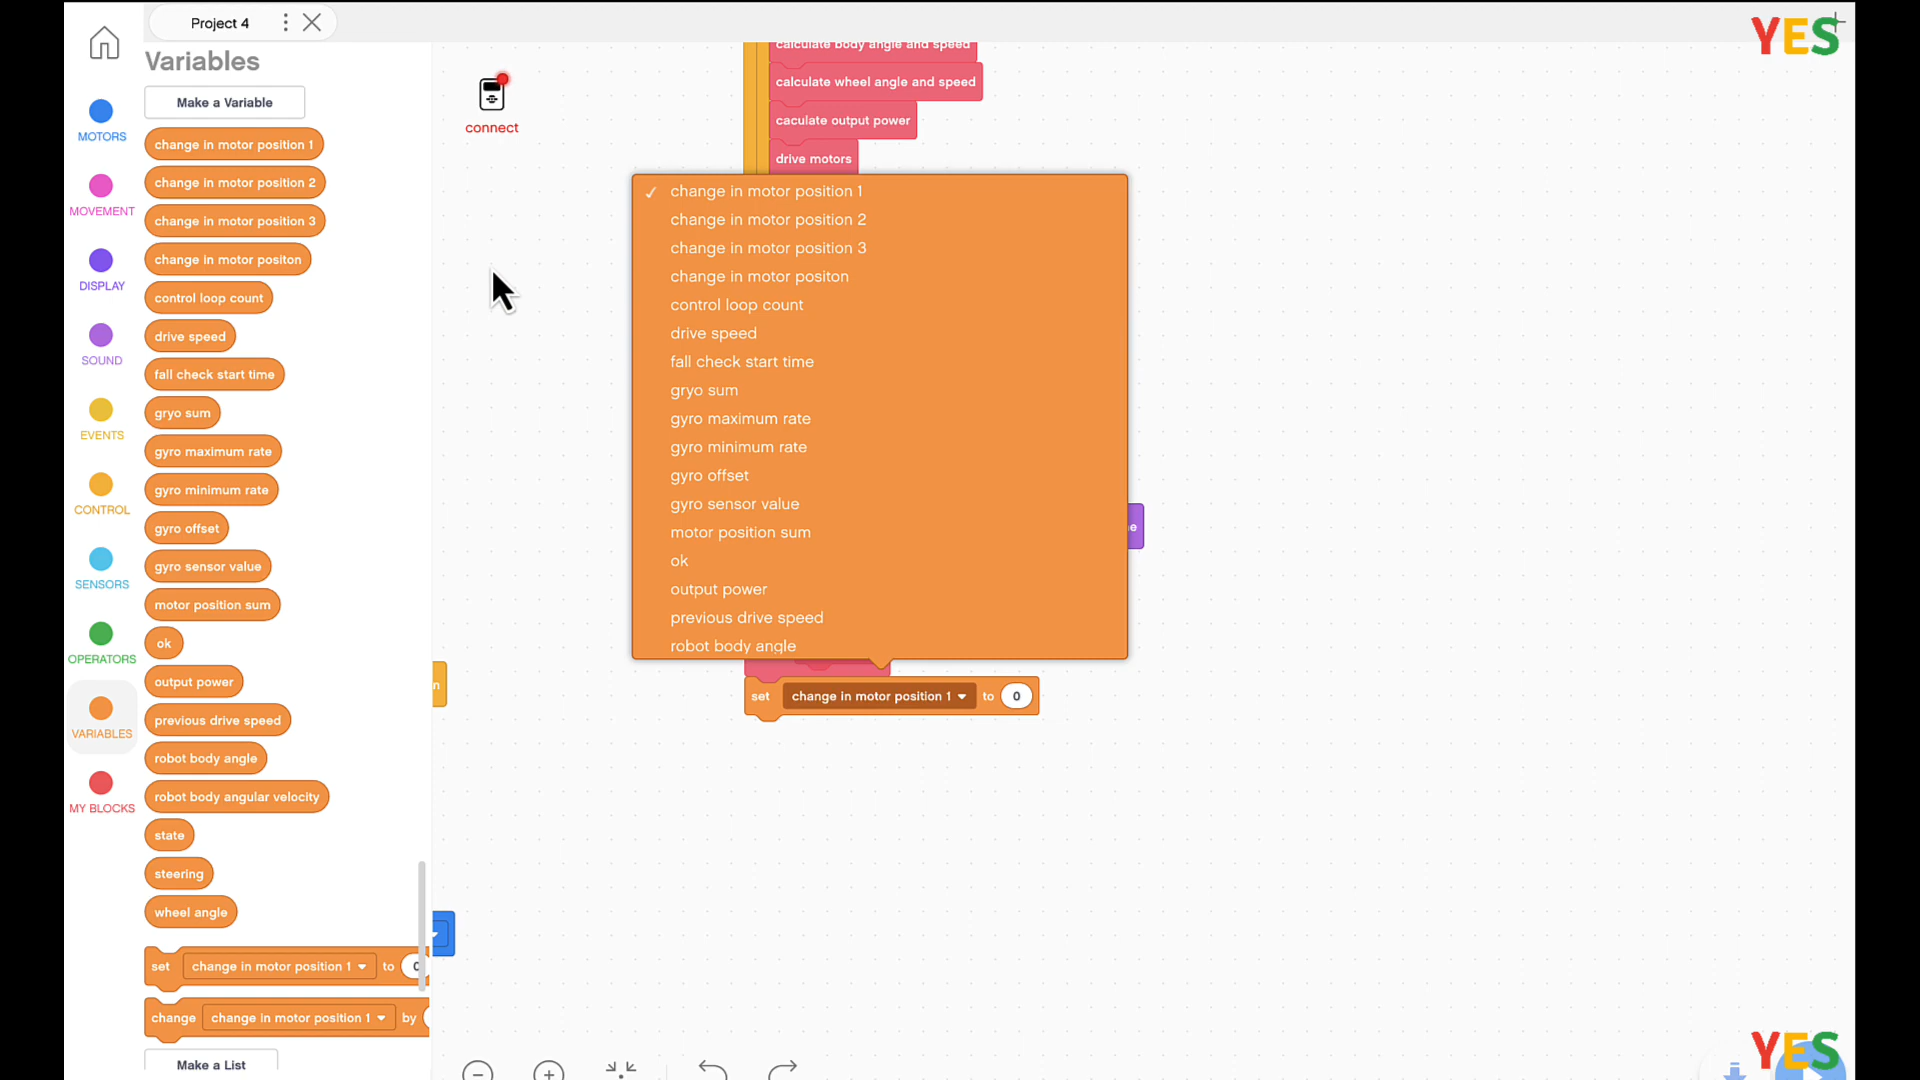 Project 4
YES
Variables
Make a Variable
change in motor position 1
change in motor position 2
change in motor position 3
change in motor positon
control loop count
drive speed
fall check start time
gryo sum
gyro maximum rate
gyro minimum rate
gyro offset
gyro sensor value
motor position sum
ok
output power
previous drive speed
robot body angle
robot body angular velocity
state
steering
wheel angle
set change in motor position 1 to 0
change change in motor position 1 by
Make a List
MOTORS
MOVEMENT
DISPLAY
SOUND
EVENTS
CONTROL
SENSORS
OPERATORS
VARIABLES
MY BLOCKS
connect
calculate body angle and speed
calculate wheel angle and speed
caculate output power
drive motors
change in motor position 1
change in motor position 2
change in motor position 3
change in motor positon
control loop count
drive speed
fall check start time
gryo sum
gyro maximum rate
gyro minimum rate
gyro offset
gyro sensor value
motor position sum
ok
output power
previous drive speed
robot body angle
set change in motor position 1 to 0
YES